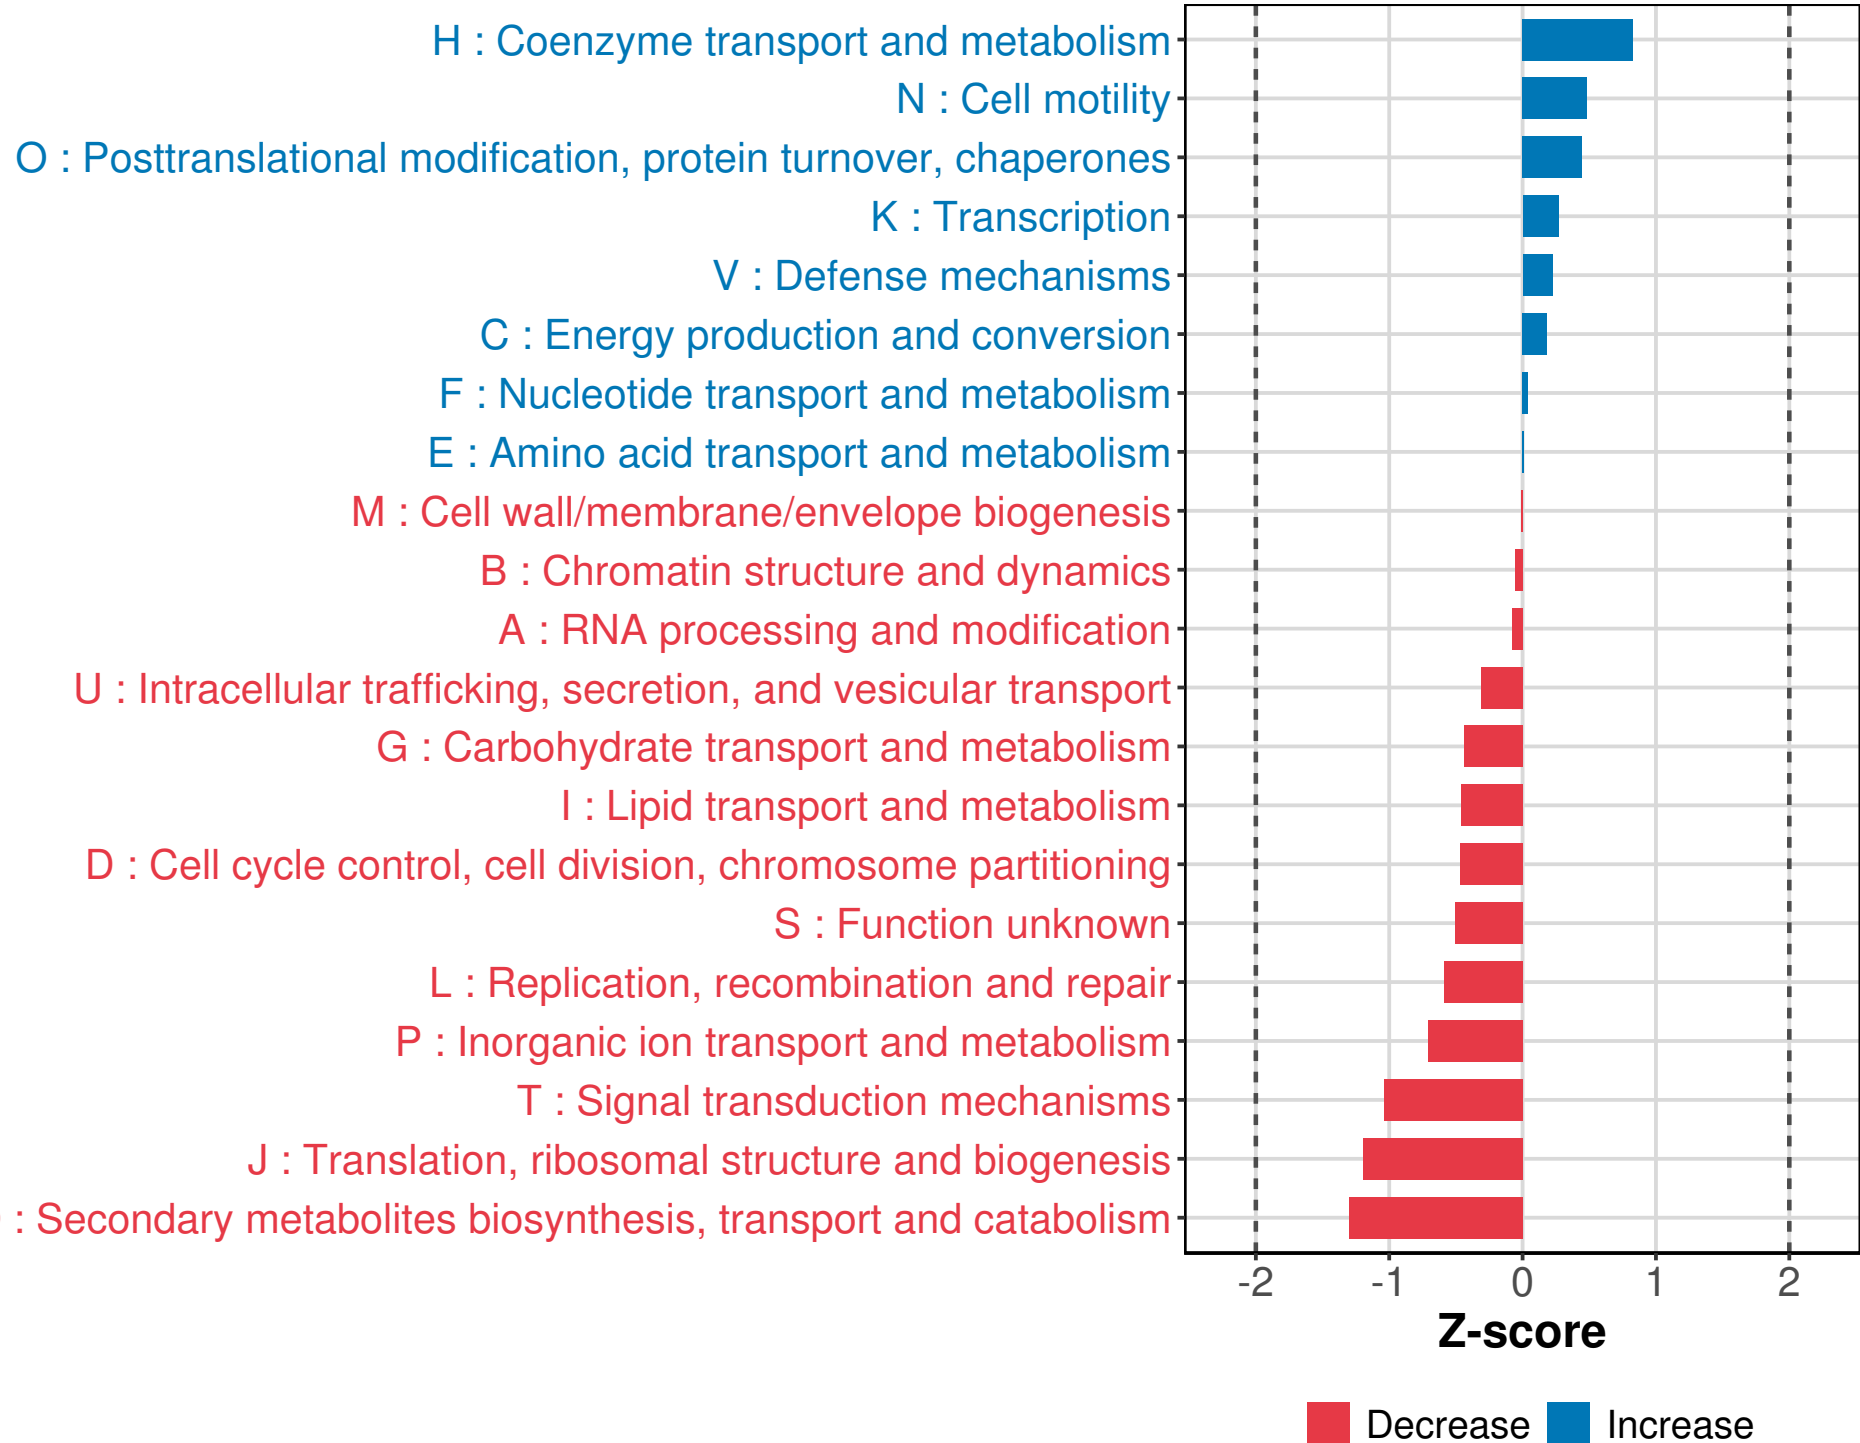 H : Coenzyme transport and metabolism
N : Cell motility
O : Posttranslational modification, protein turnover, chaperones
K : Transcription
V : Defense mechanisms
C : Energy production and conversion
F : Nucleotide transport and metabolism
E : Amino acid transport and metabolism
M : Cell wall/membrane/envelope biogenesis
B : Chromatin structure and dynamics
A : RNA processing and modification
U : Intracellular trafficking, secretion, and vesicular transport
G : Carbohydrate transport and metabolism
I : Lipid transport and metabolism
D : Cell cycle control, cell division, chromosome partitioning
S : Function unknown
L : Replication, recombination and repair
P : Inorganic ion transport and metabolism
T : Signal transduction mechanisms
J : Translation, ribosomal structure and biogenesis
: Secondary metabolites biosynthesis, transport and catabolism
-2 -1 0 1 2
Z-score
Decrease Increase